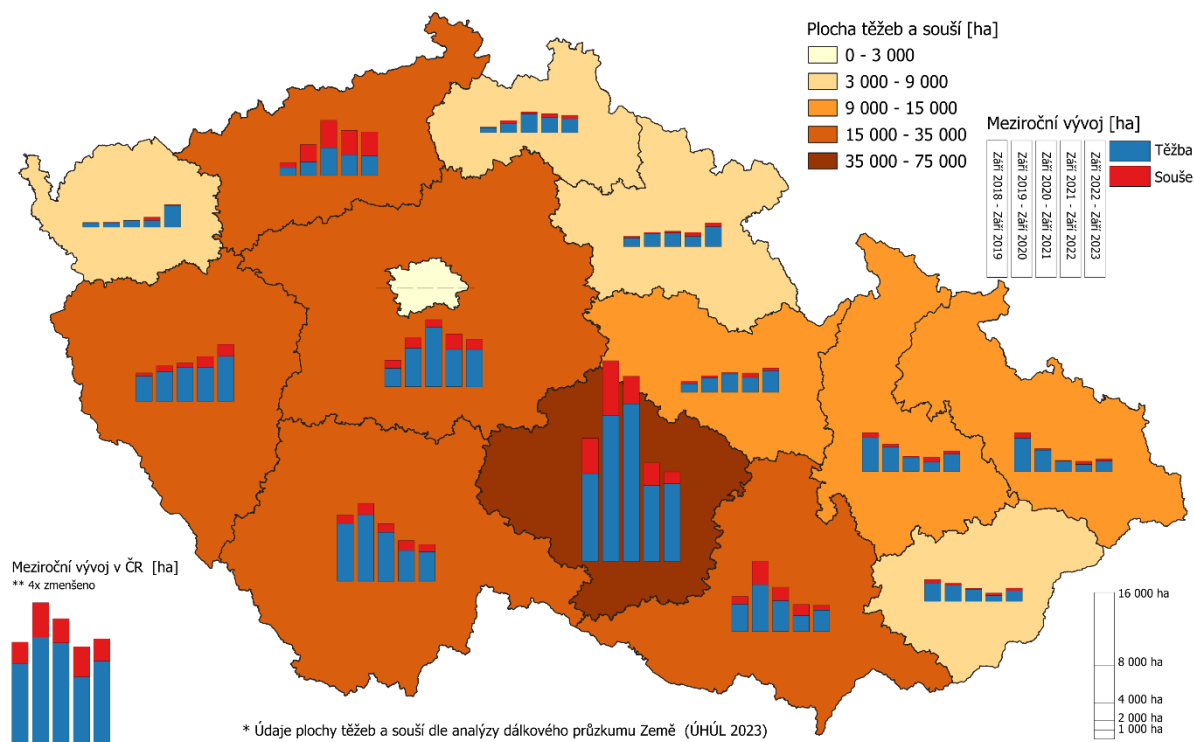 Plocha těžeb a souší [ha]
0 - 3 000
3 000 - 9 000
9 000 - 15 000
15 000 - 35 000
35 000 - 75 000
Meziroční vývoj [ha]
Září 2018 - Září 2019
Září 2019 - Září 2020
Září 2020 - Září 2021
Září 2021 - Září 2022
Září 2022 - Září 2023
Těžba
Souše
Meziroční vývoj v ČR [ha]
** 4x zmenšeno
16 000 ha
8 000 ha
4 000 ha
2 000 ha
1 000 ha
* Údaje plochy těžeb a souší dle analýzy dálkového průzkumu Země (ÚHÚL 2023)